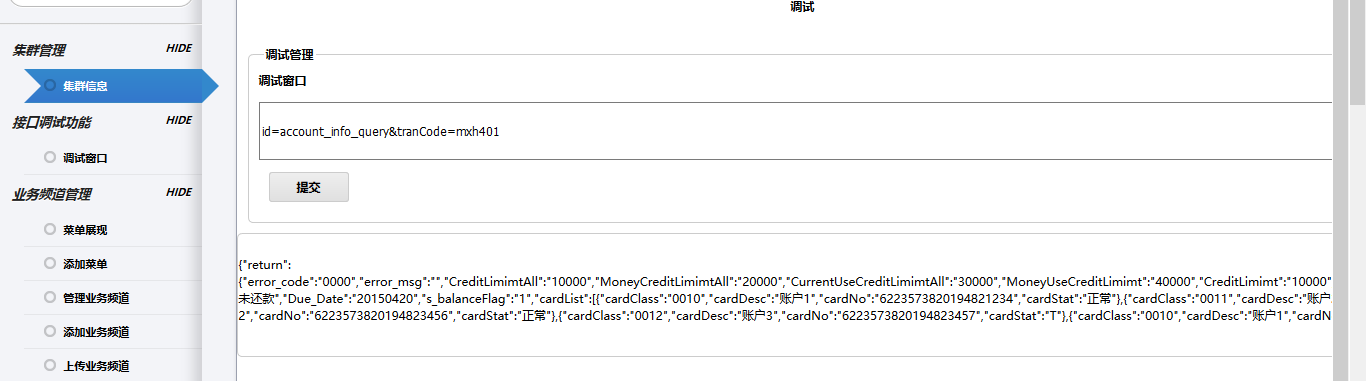 集群管理 HIDE
集群信息
接口调试功能 HIDE
调试窗口
业务频道管理 HIDE
菜单展现
添加菜单
管理业务频道
添加业务频道
上传业务频道
调试
调试管理
调试窗口
id=account_info_query&tranCode=mxh401
提交
{"return":
{"error_code":"0000","error_msg":"","CreditLimimtAll":"10000","MoneyCreditLimimtAll":"20000","CurrentUseCreditLimimtAll":"30000","MoneyUseCreditLimimt":"40000","Creditlimimt":"10000"
未还款","Due_Date":"20150420","s_balanceFlag":"1","cardList":[{"cardClass":"0010","cardDesc":"账户1","cardNo":"6223573820194821234","cardStat":"正常"},{"cardClass":"0011","cardDesc":"账户
2","cardNo":"6223573820194823456","cardStat":"正常"},{"cardClass":"0012","cardDesc":"账户3","cardNo":"6223573820194823457","cardStat":"T"},{"cardClass":"0010","cardDesc":"账户1","cardN